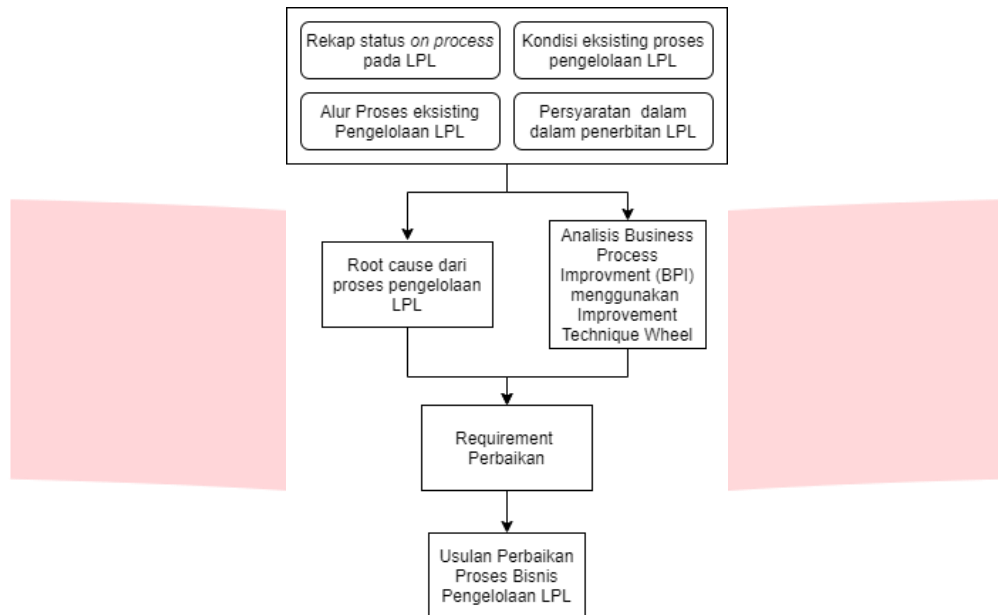 Rekap status on process
pada LPL
Kondisi eksisting proses
pengelolaan LPL
Alur Proses eksisting
Pengelolaan LPL
Persyaratan dalam
dalam penerbitan LPL
Root cause dari
proses pengelolaan
LPL
Analisis Business
Process
Improvment (BPI)
menggunakan
Improvement
Technique Wheel
Requirement
Perbaikan
Usulan Perbaikan
Proses Bisnis
Pengelolaan LPL